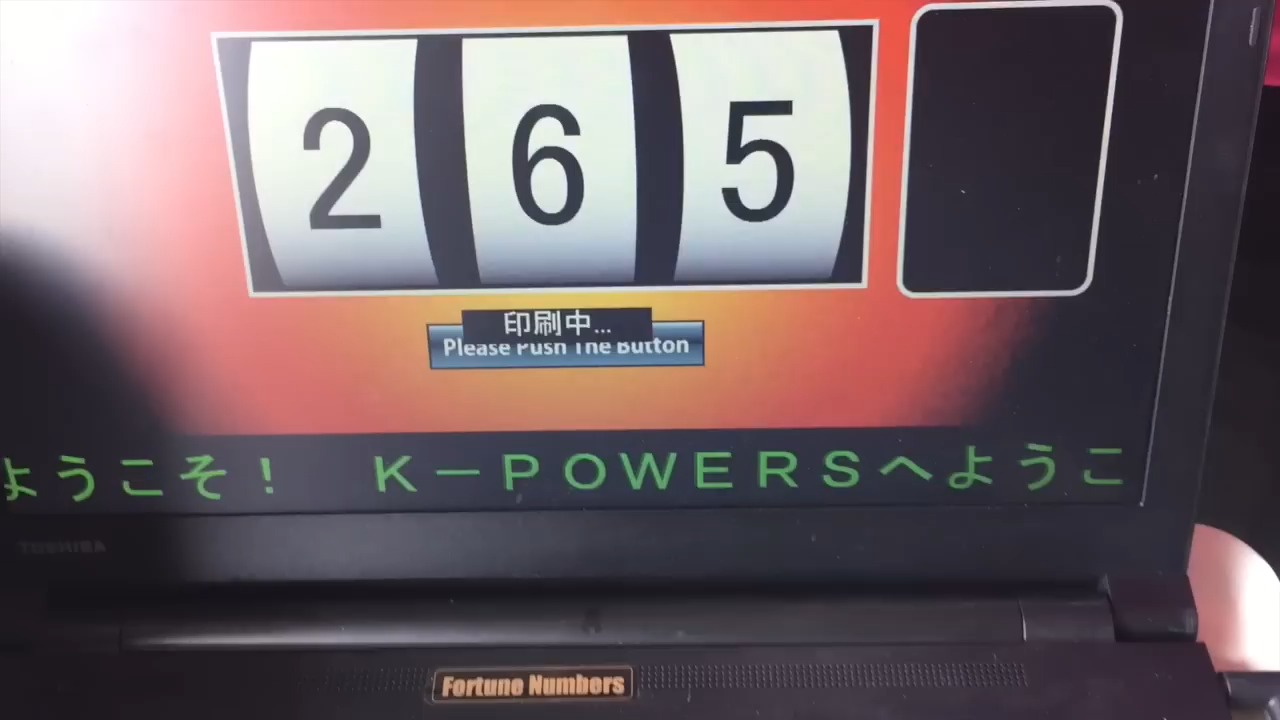 2 6 5
印刷中...
Please Push The Button
ようこそ！　K－POWERSへようこ
TOSHIBA
Fortune Numbers